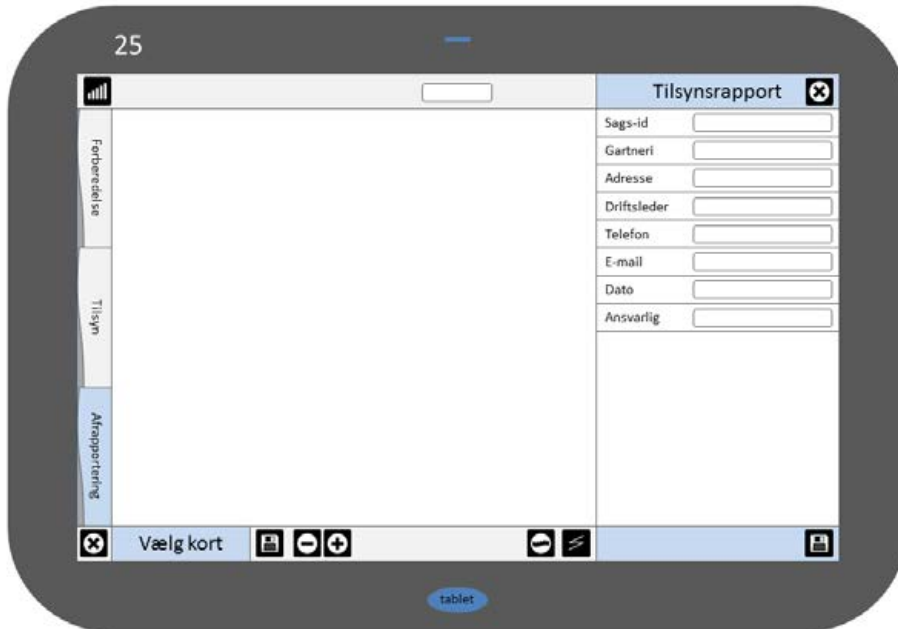 25
Tilsynsrapport
Sags-id
Gartneri
Adresse
Driftsleder
Telefon
E-mail
Dato
Ansvarlig
Forberedelse
Tilsyn
Afrapportering
Vælg kort
tablet